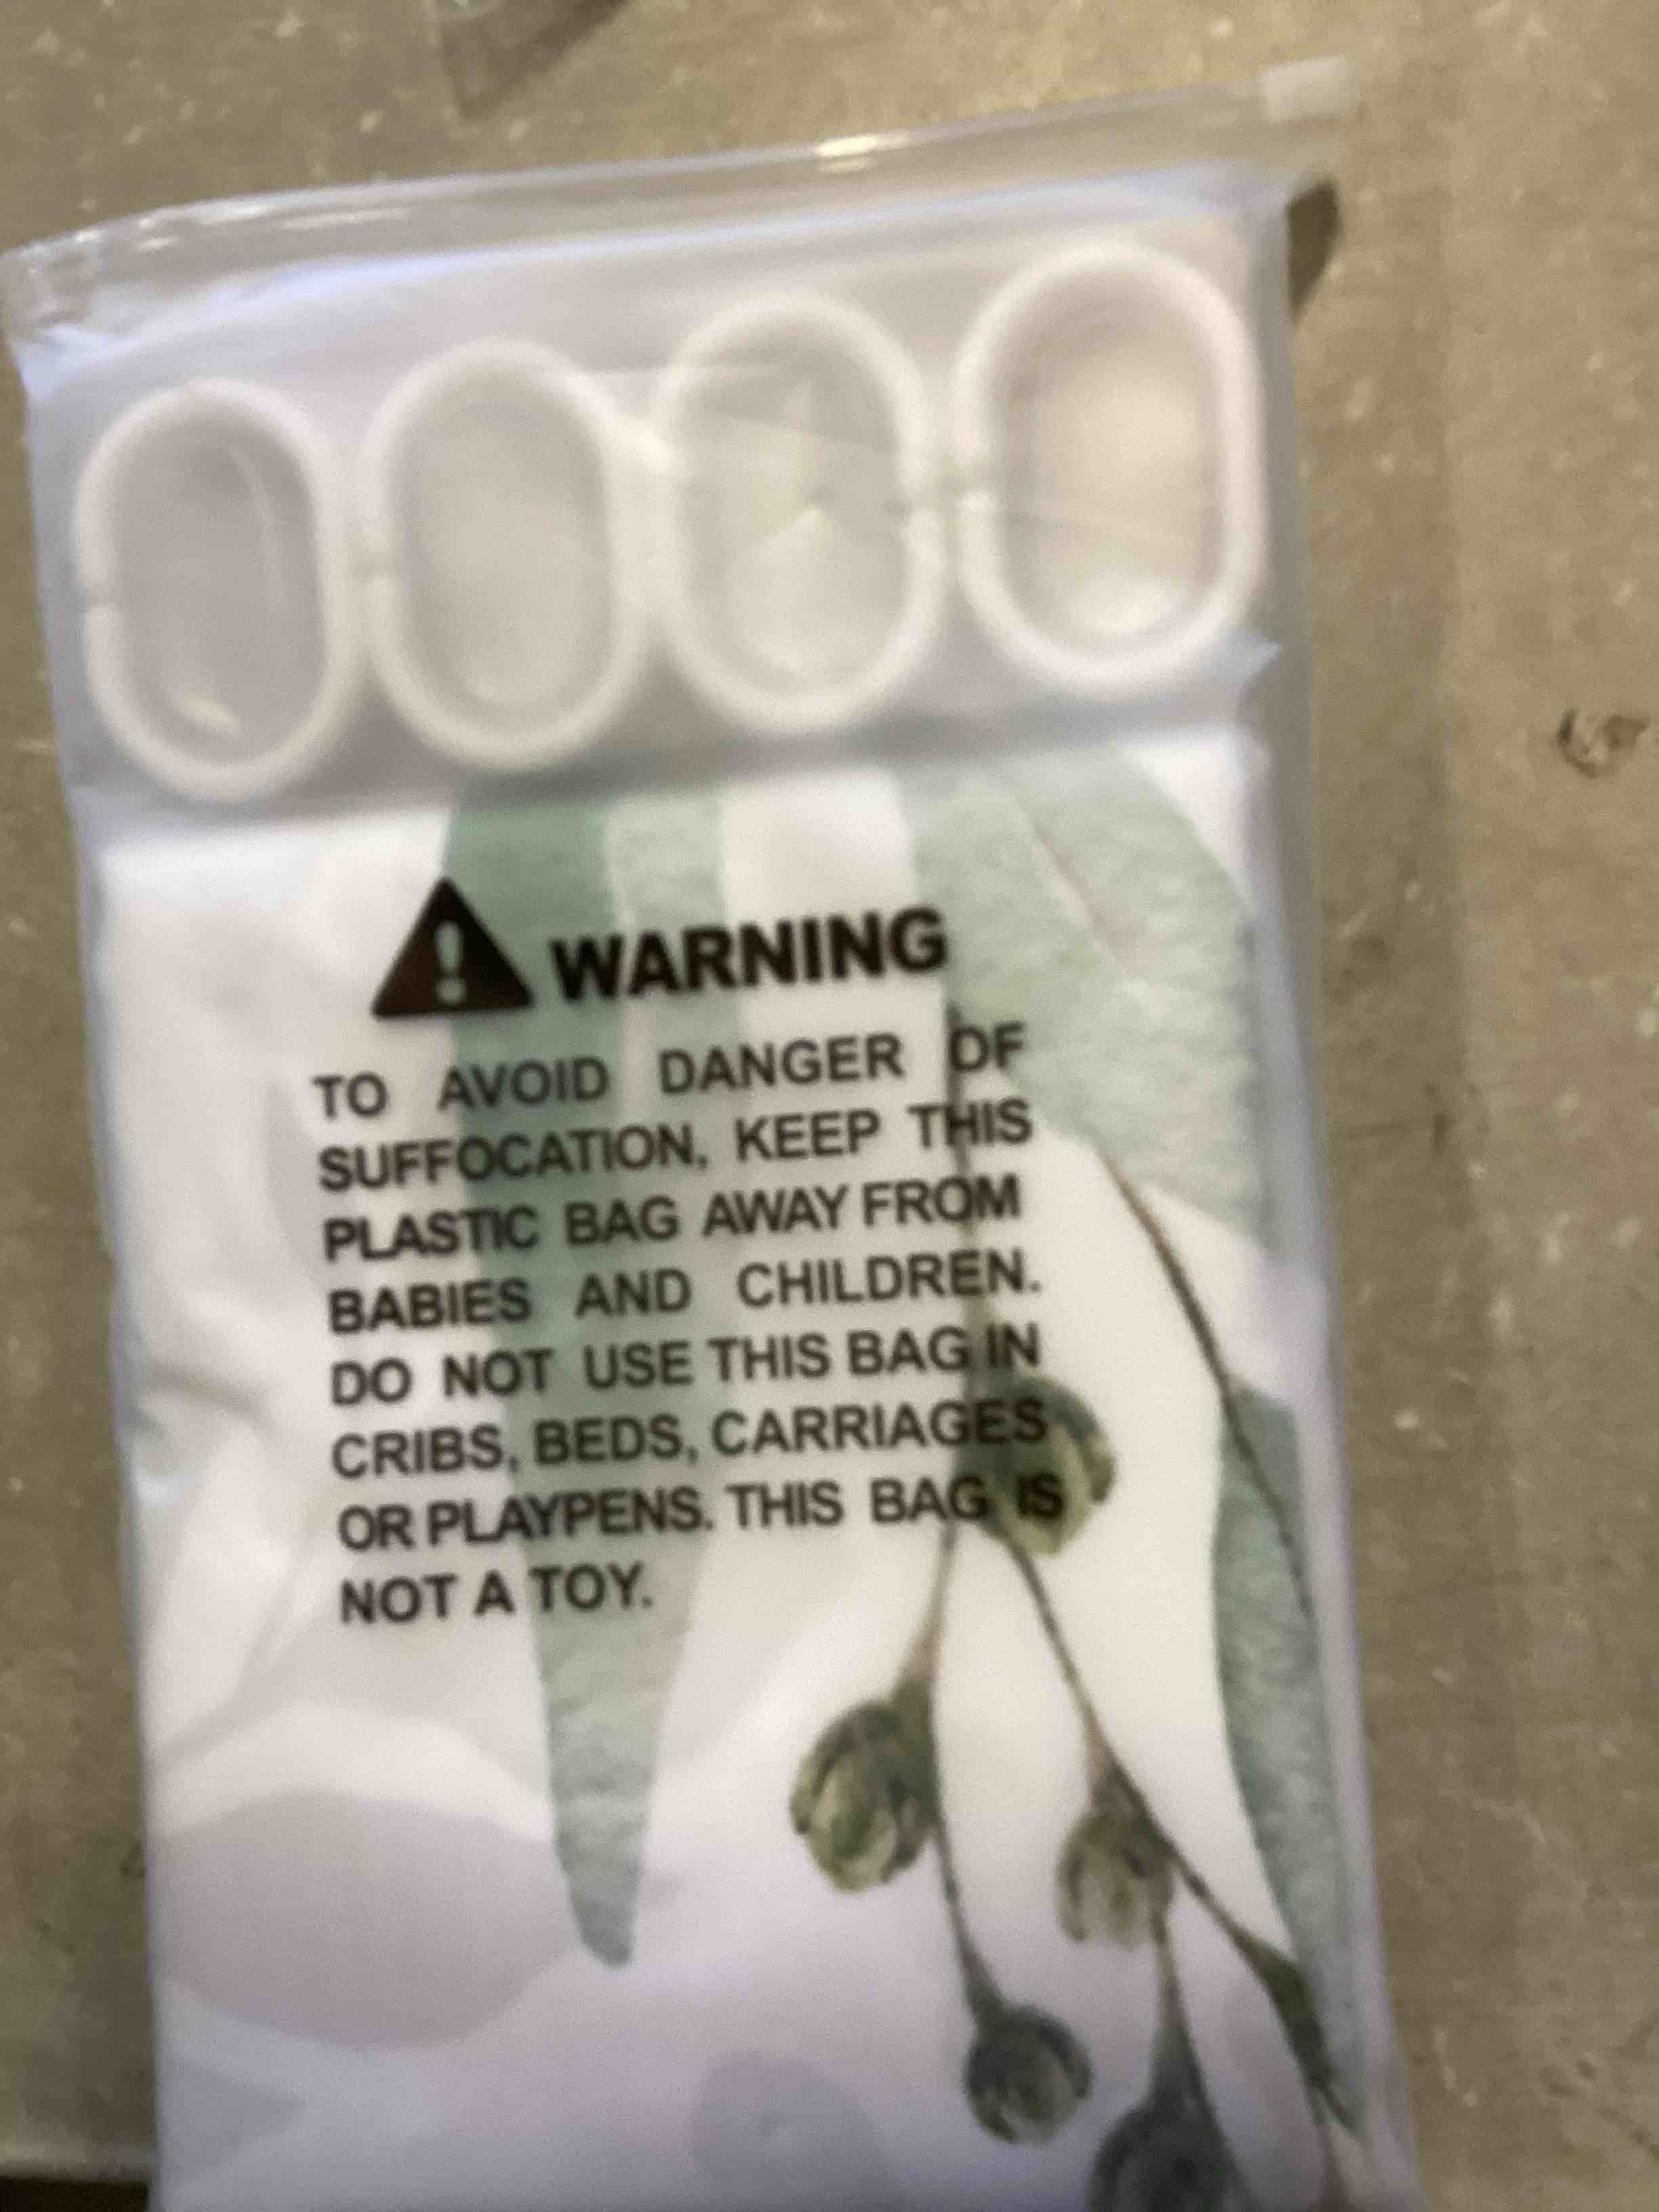 WARNING
TO AVOID DANGER OF
SUFFOCATION, KEEP THIS
PLASTIC BAG AWAY FROM
BABIES AND CHILDREN.
DO NOT USE THIS BAG IN
CRIBS, BEDS, CARRIAGES
OR PLAYPENS. THIS BAG IS
NOT A TOY.